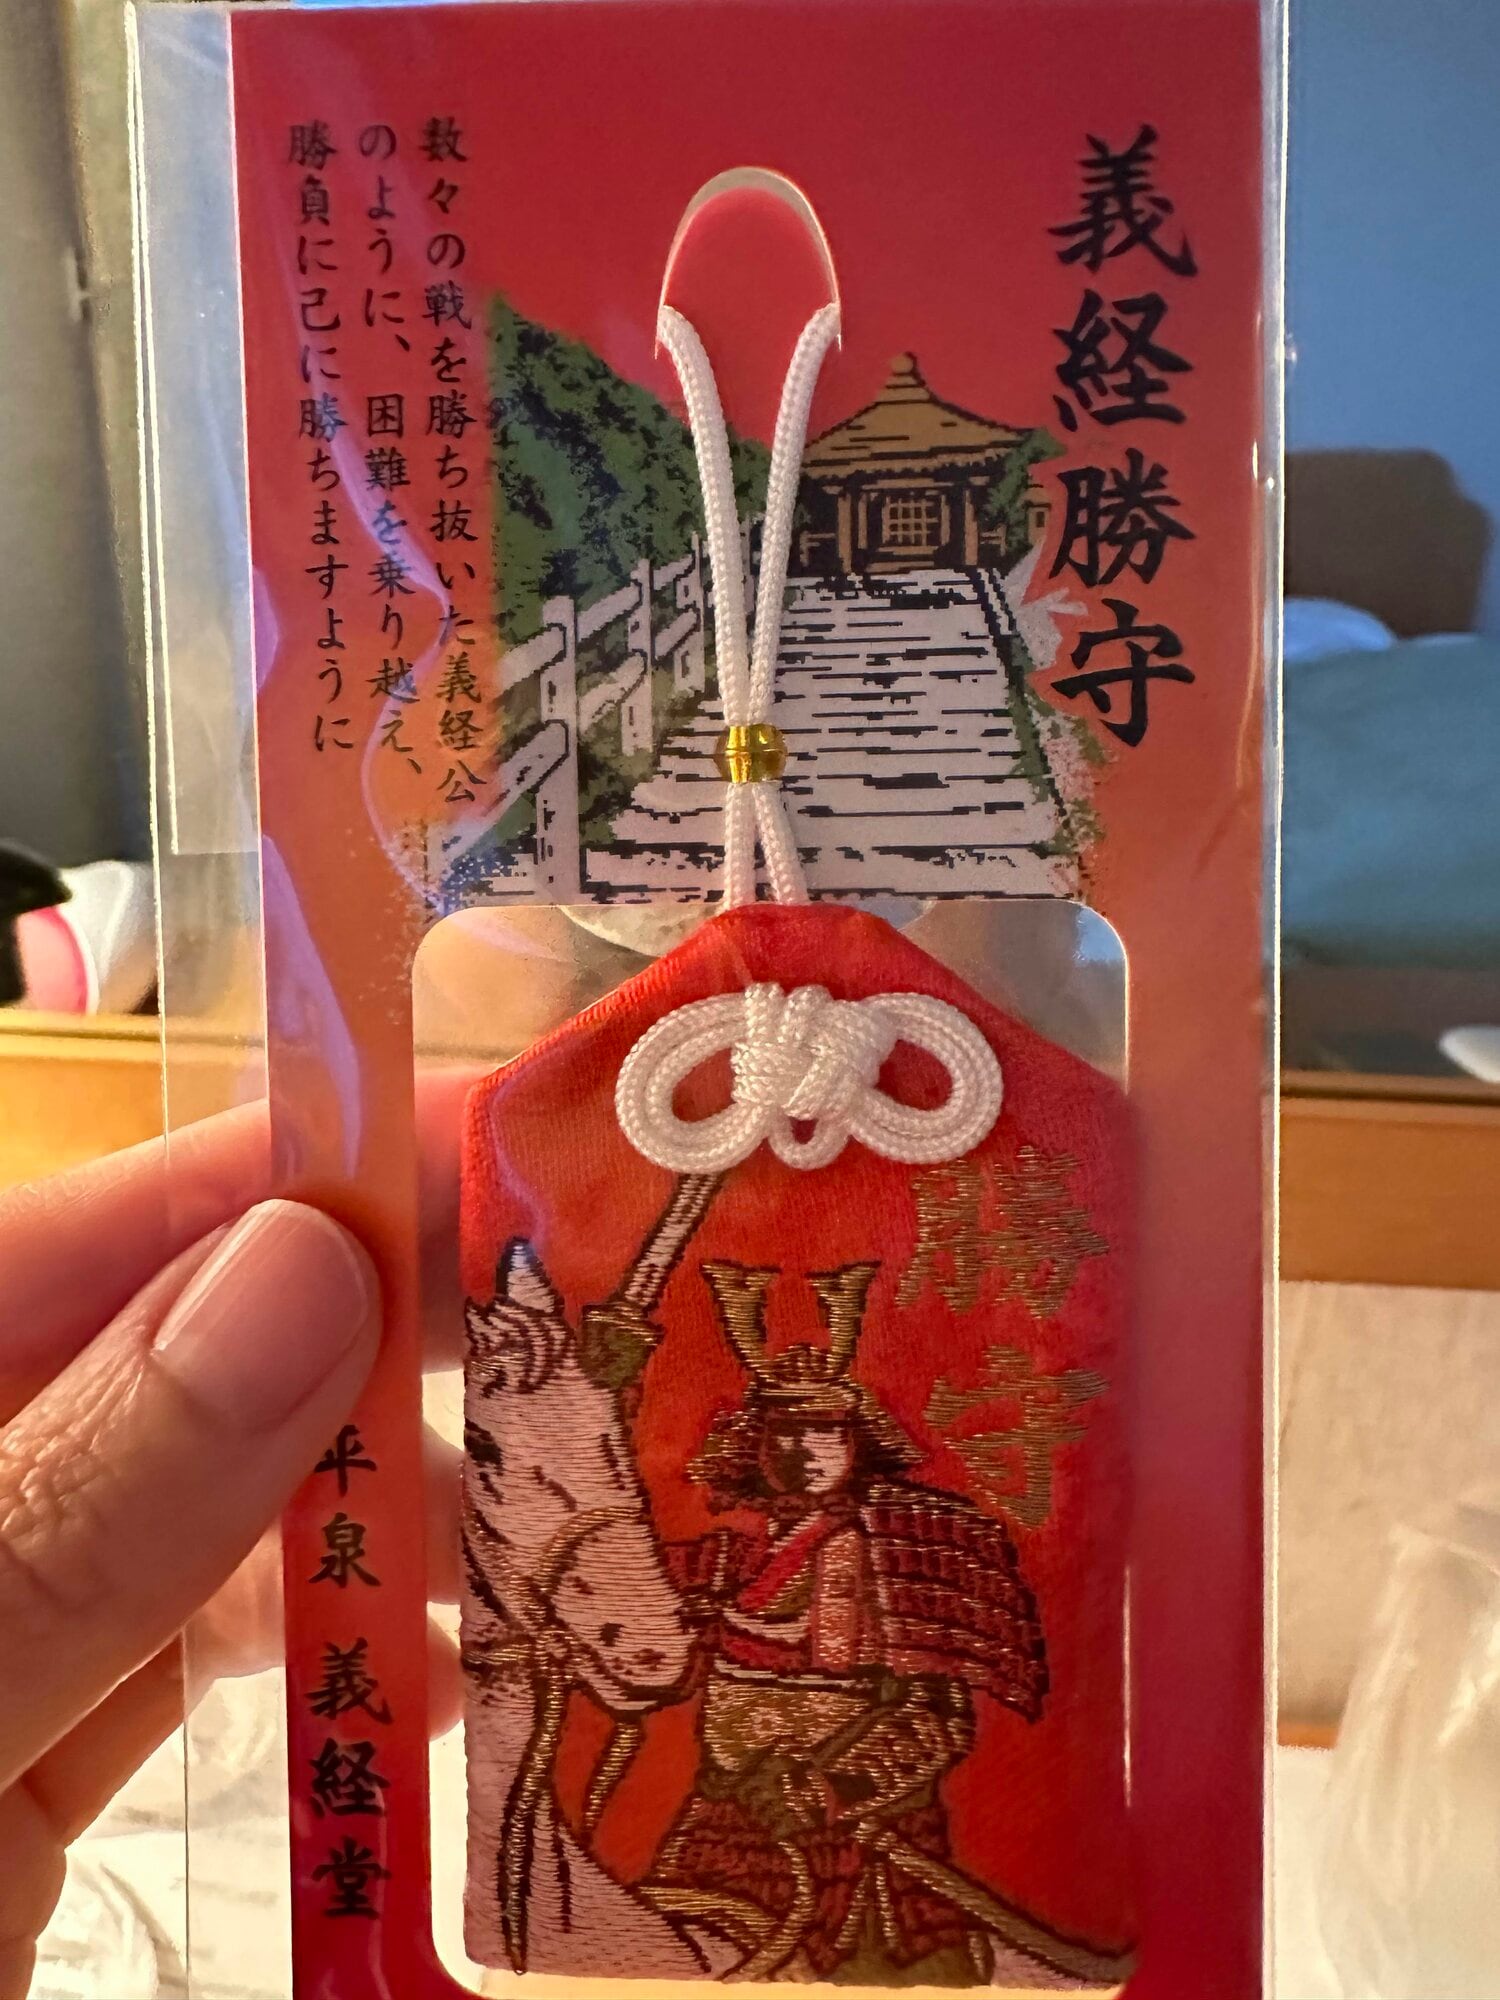 義経勝守
数々の戦を勝ち抜いた義経公
のように、困難を乗り越え、
勝負に己に勝ちますように
平泉 義経堂
勝守